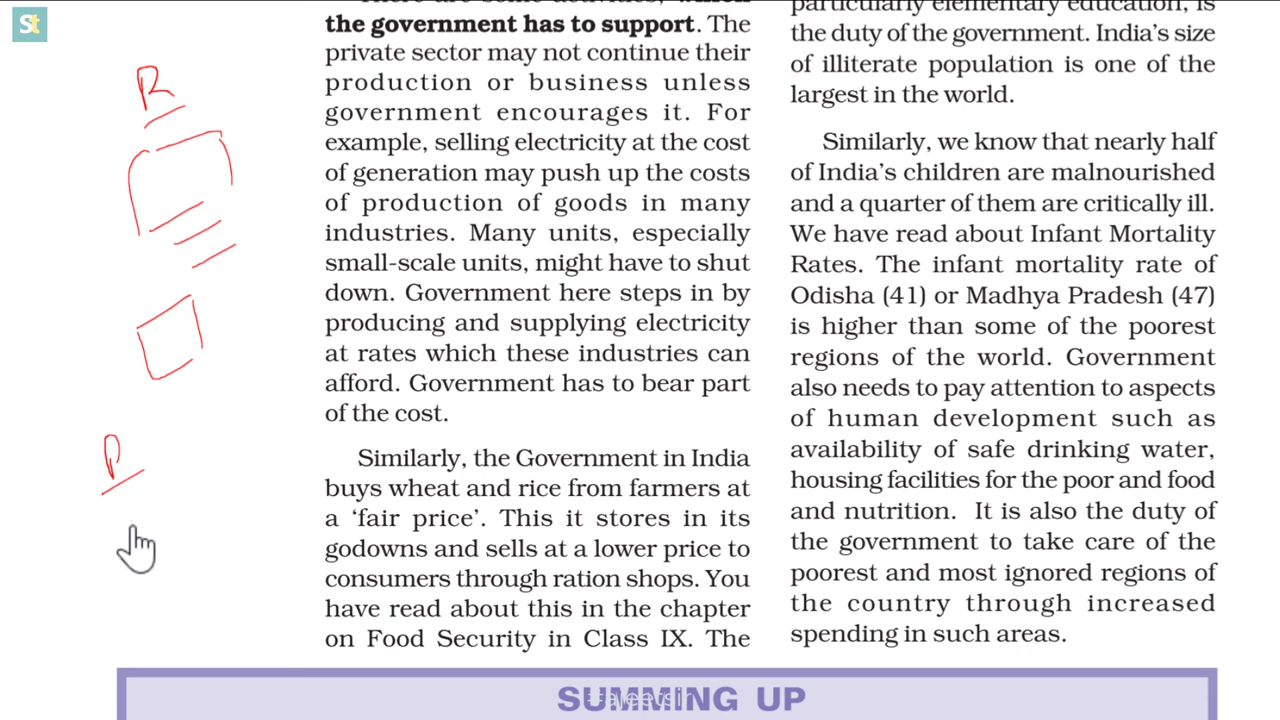 St
R
P
There are some activities, which
the government has to support. The
private sector may not continue their
production or business unless
government encourages it. For
example, selling electricity at the cost
of generation may push up the costs
of production of goods in many
industries. Many units, especially
small-scale units, might have to shut
down. Government here steps in by
producing and supplying electricity
at rates which these industries can
afford. Government has to bear part
of the cost.
Similarly, the Government in India
buys wheat and rice from farmers at
a ‘fair price’. This it stores in its
godowns and sells at a lower price to
consumers through ration shops. You
have read about this in the chapter
on Food Security in Class IX. The
particularly elementary education, is
the duty of the government. India’s size
of illiterate population is one of the
largest in the world.
Similarly, we know that nearly half
of India’s children are malnourished
and a quarter of them are critically ill.
We have read about Infant Mortality
Rates. The infant mortality rate of
Odisha (41) or Madhya Pradesh (47)
is higher than some of the poorest
regions of the world. Government
also needs to pay attention to aspects
of human development such as
availability of safe drinking water,
housing facilities for the poor and food
and nutrition. It is also the duty of
the government to take care of the
poorest and most ignored regions of
the country through increased
spending in such areas.
SUMMING UP